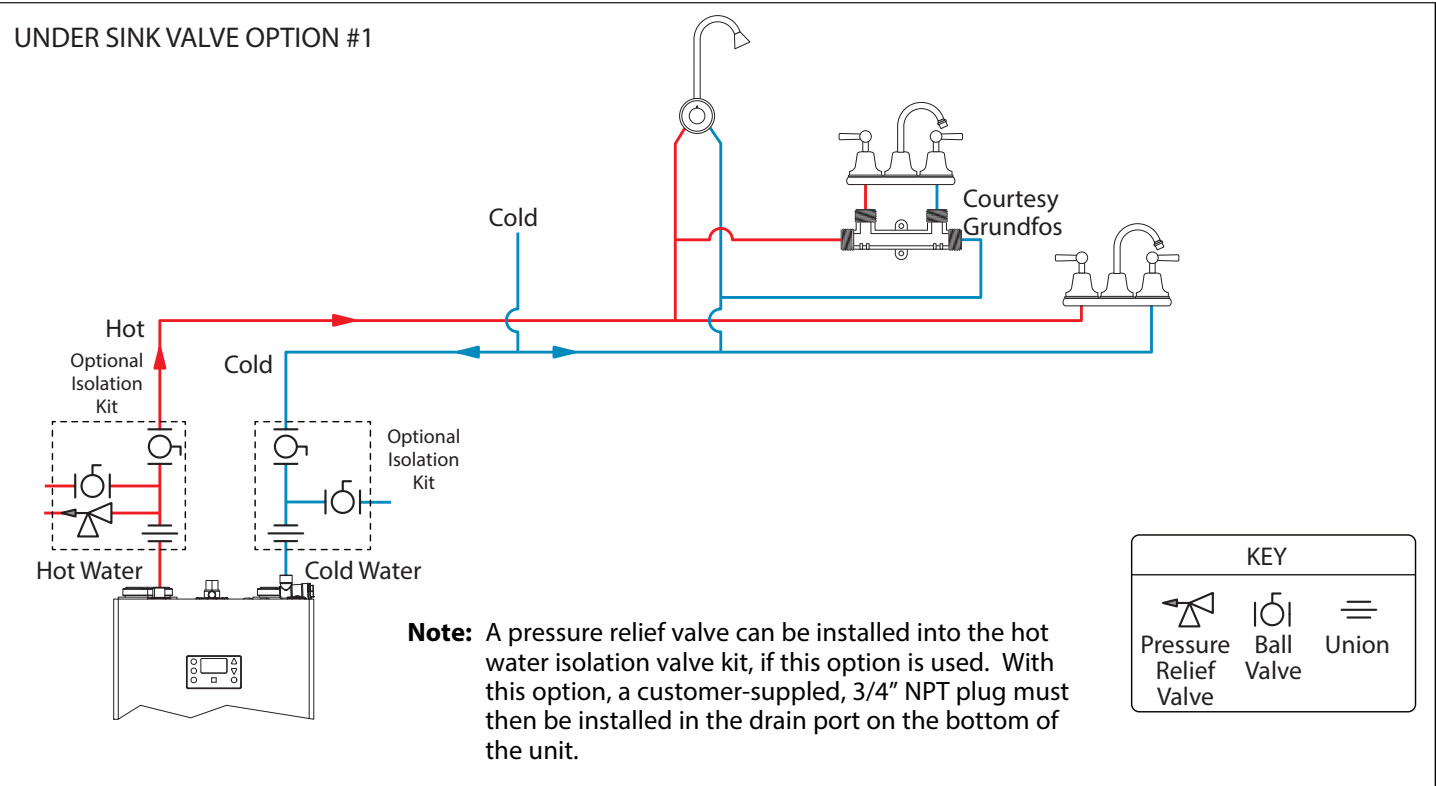 UNDER SINK VALVE OPTION #1
Courtesy
Grundfos
Cold
Hot
Optional
Isolation
Kit
Cold
Optional
Isolation
Kit
Hot Water
Cold Water
Note: A pressure relief valve can be installed into the hot
water isolation valve kit, if this option is used. With
this option, a customer-suppled, 3/4” NPT plug must
then be installed in the drain port on the bottom of
the unit.
KEY
Pressure
Relief
Valve
Ball
Valve
Union